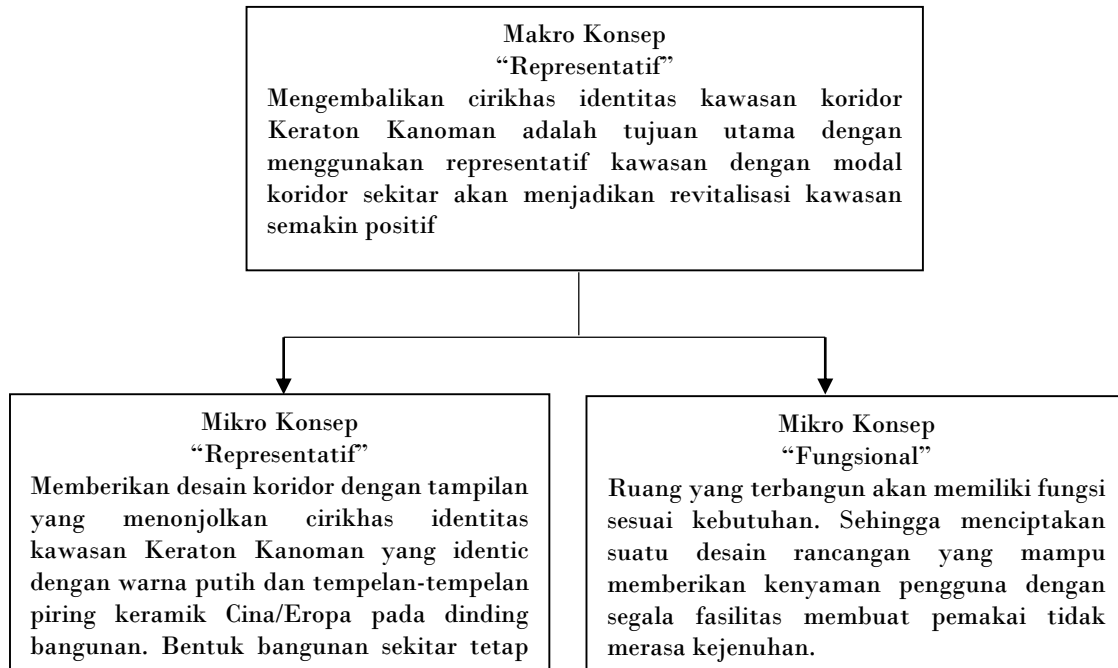 Makro Konsep
“Representatif”
Mengembalikan cirikhas identitas kawasan koridor
Keraton Kanoman adalah tujuan utama dengan
menggunakan representatif kawasan dengan modal
koridor sekitar akan menjadikan revitalisasi kawasan
semakin positif
Mikro Konsep
“Representatif”
Memberikan desain koridor dengan tampilan
yang menonjolkan cirikhas identitas
kawasan Keraton Kanoman yang identic
dengan warna putih dan tempelan-tempelan
piring keramik Cina/Eropa pada dinding
bangunan. Bentuk bangunan sekitar tetap
Mikro Konsep
“Fungsional”
Ruang yang terbangun akan memiliki fungsi
sesuai kebutuhan. Sehingga menciptakan
suatu desain rancangan yang mampu
memberikan kenyaman pengguna dengan
segala fasilitas membuat pemakai tidak
merasa kejenuhan.